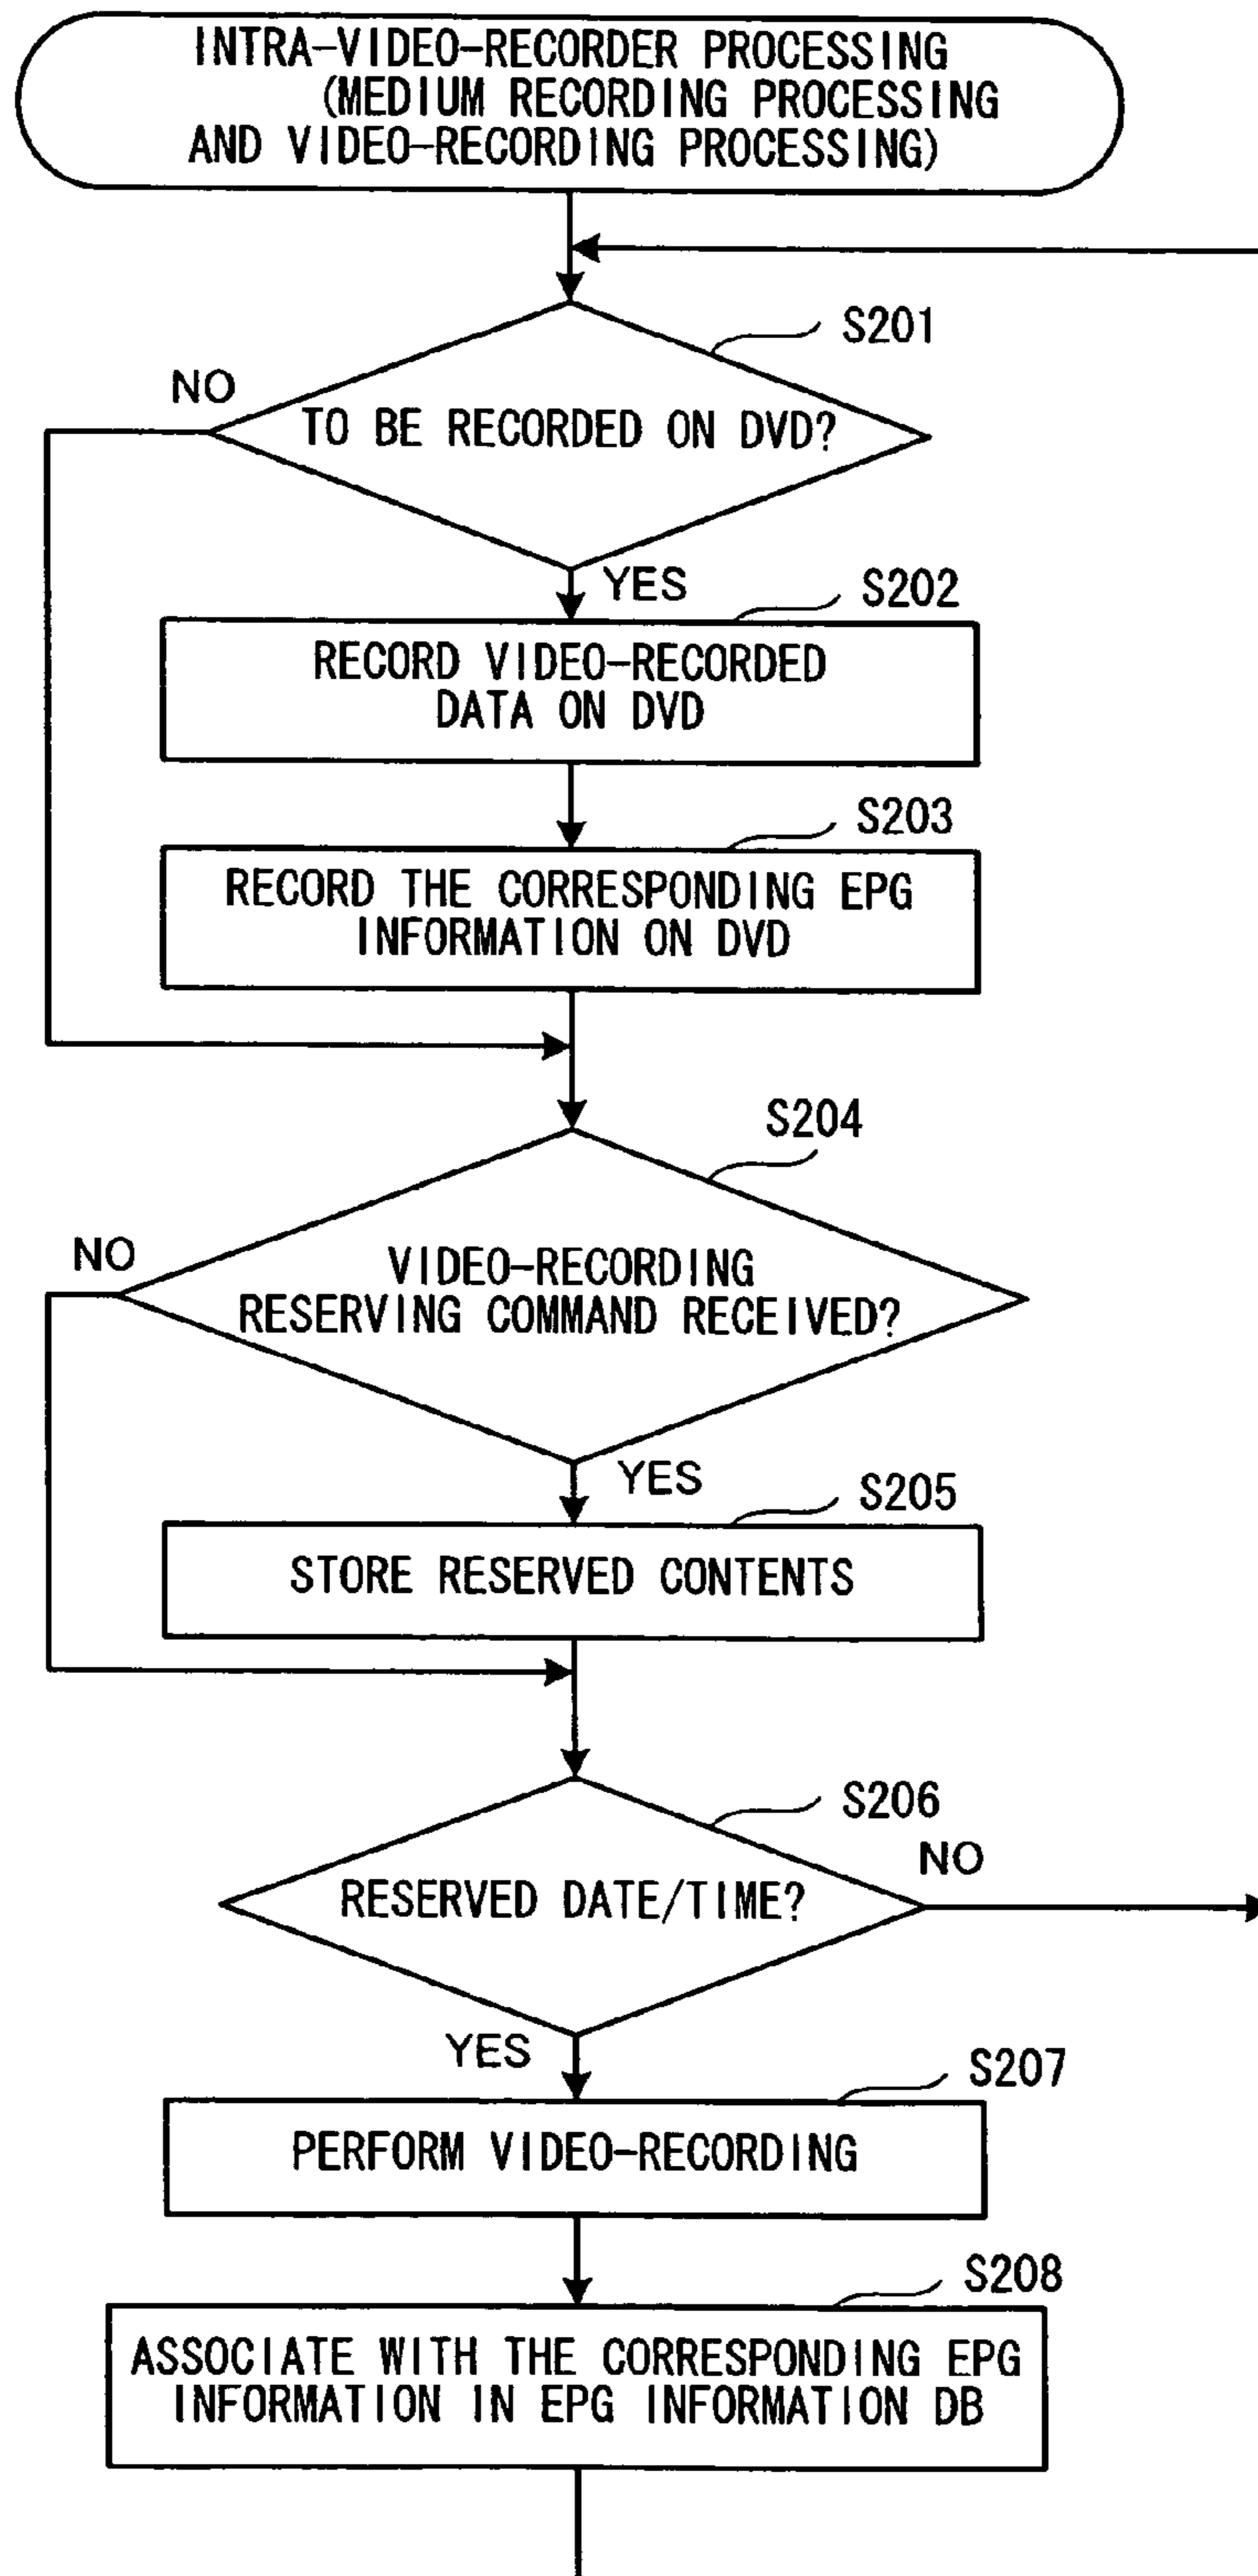 INTRA-VIDEO-RECORDER PROCESSING
(MEDIUM RECORDING PROCESSING
AND VIDEO-RECORDING PROCESSING)
S201
NO
TO BE RECORDED ON DVD?
YES
S202
RECORD VIDEO-RECORDED
DATA ON DVD
S203
RECORD THE CORRESPONDING EPG
INFORMATION ON DVD
S204
NO
VIDEO-RECORDING
RESERVING COMMAND RECEIVED?
YES
S205
STORE RESERVED CONTENTS
S206
NO
RESERVED DATE/TIME?
YES
S207
PERFORM VIDEO-RECORDING
S208
ASSOCIATE WITH THE CORRESPONDING EPG
INFORMATION IN EPG INFORMATION DB